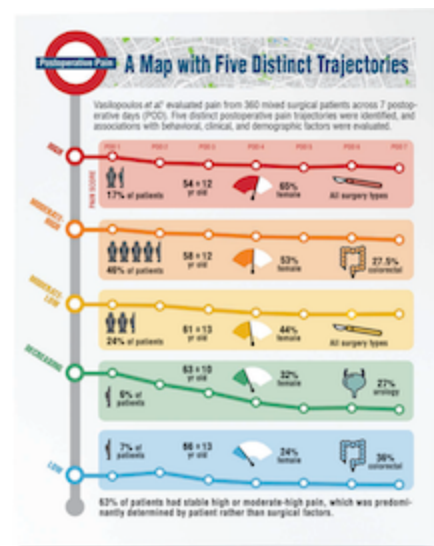 Postoperative Pain
A Map with Five Distinct Trajectories
Vasilopoulos et al¹ evaluated pain from 360 mixed surgical patients across 7 postop-
erative days (POD). Five distinct postoperative pain trajectories were identified, and
associations with behavioral, clinical, and demographic factors were evaluated.
HIGH
POD 1 POD 2 POD 3 POD 4 POD 5 POD 6 POD 7
PAIN SCORE
17% of patients
54 ± 12
yr old
65%
female
All surgery types
MODERATE-
HIGH
46% of patients
58 ± 12
yr old
53%
female
27.5%
colorectal
MODERATE-
LOW
24% of patients
61 ± 13
yr old
44%
female
All surgery types
DECREASING
6% of
patients
63 ± 10
yr old
32%
female
27%
urology
LOW
7% of
patients
66 ± 13
yr old
24%
female
36%
colorectal
63% of patients had stable high or moderate-high pain, which was predomi-
nantly determined by patient rather than surgical factors.